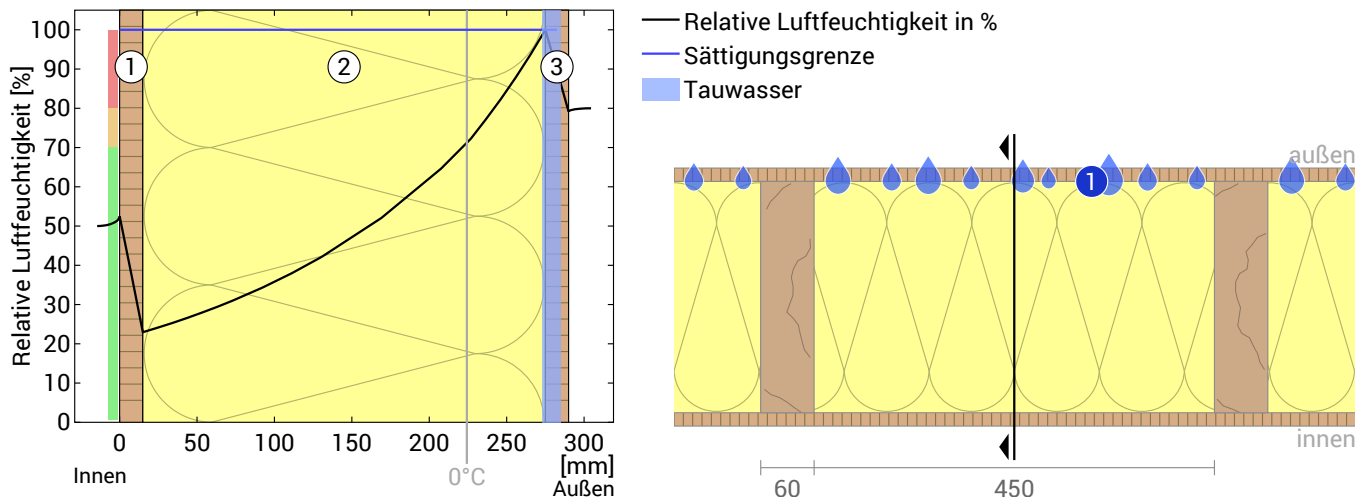 Relative Luftfeuchtigkeit [%]
100
90
80
70
60
50
40
30
20
10
0
1
2
3
0
50
100
150
200
250
300
[mm]
Innen
0°C
Außen
Relative Luftfeuchtigkeit in %
Sättigungsgrenze
Tauwasser
außen
1
innen
60
450